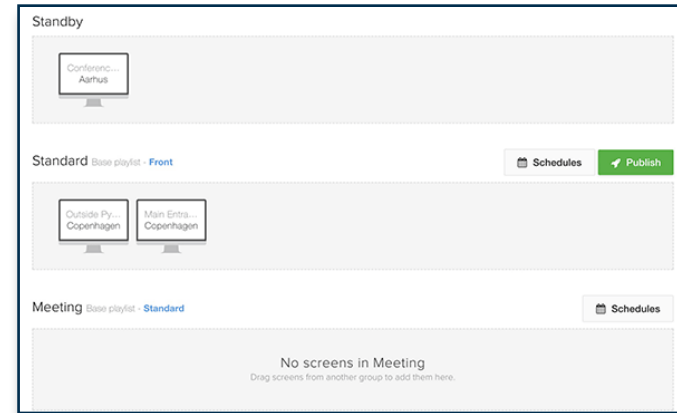 Standby
Conferenc...
Aarhus
Standard Base playlist - Front
Schedules
Publish
Outside Py...
Copenhagen
Main Entra...
Copenhagen
Meeting Base playlist - Standard
Schedules
No screens in Meeting
Drag screens from another group to add them here.